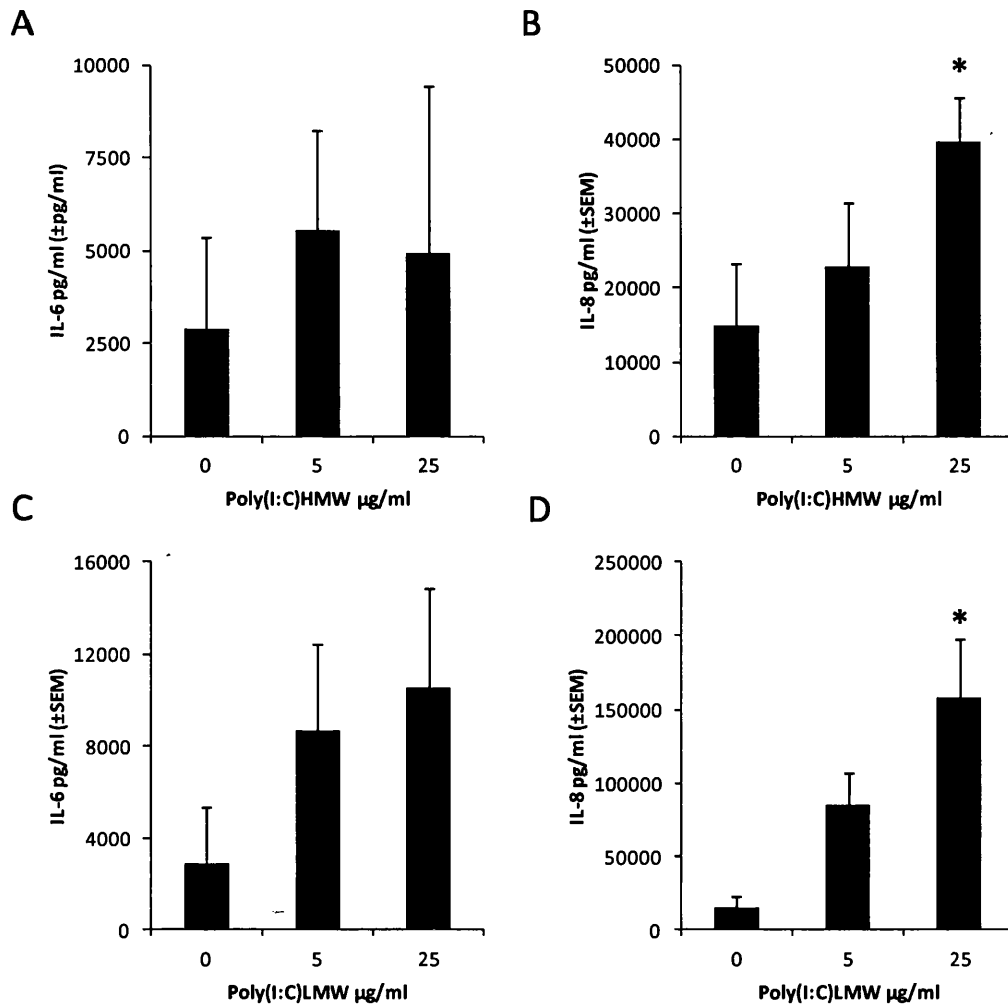 A
IL-6 pg/ml (±pg/ml)
10000
7500
5000
2500
0
0 5 25
Poly(I:C)HMW µg/ml
B
IL-8 pg/ml (±SEM)
50000
40000
30000
20000
10000
0
*
0 5 25
Poly(I:C)HMW µg/ml
C
IL-6 pg/ml (±SEM)
16000
12000
8000
4000
0
0 5 25
Poly(I:C)LMW µg/ml
D
IL-8 pg/ml (±SEM)
250000
200000
150000
100000
50000
0
*
0 5 25
Poly(I:C)LMW µg/ml